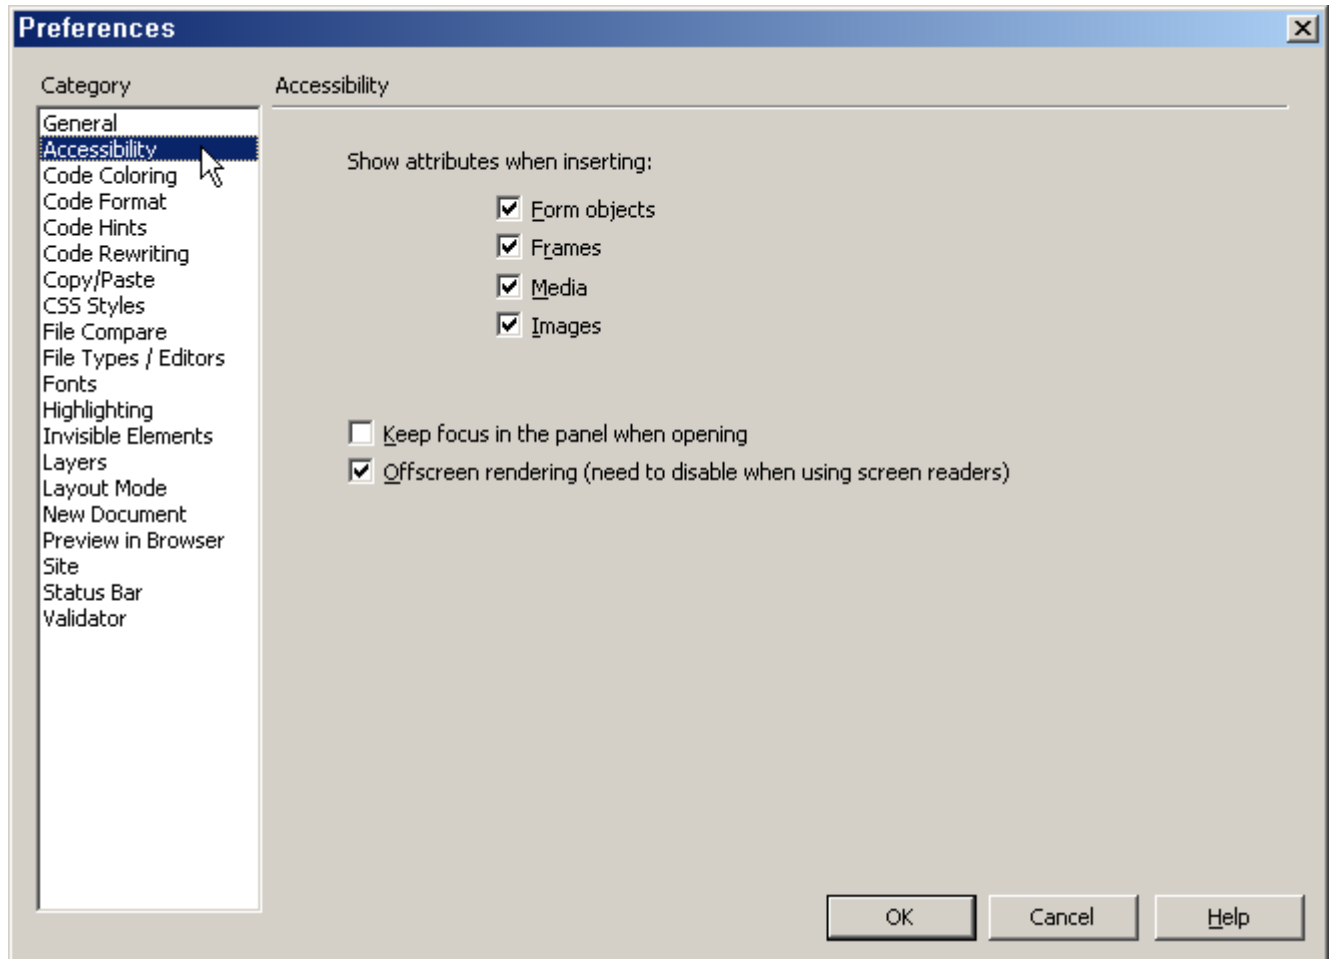 Preferences
Category
General
Accessibility
Code Coloring
Code Format
Code Hints
Code Rewriting
Copy/Paste
CSS Styles
File Compare
File Types / Editors
Fonts
Highlighting
Invisible Elements
Layers
Layout Mode
New Document
Preview in Browser
Site
Status Bar
Validator
Accessibility
Show attributes when inserting:
Form objects
Frames
Media
Images
Keep focus in the panel when opening
Offscreen rendering (need to disable when using screen readers)
OK
Cancel
Help